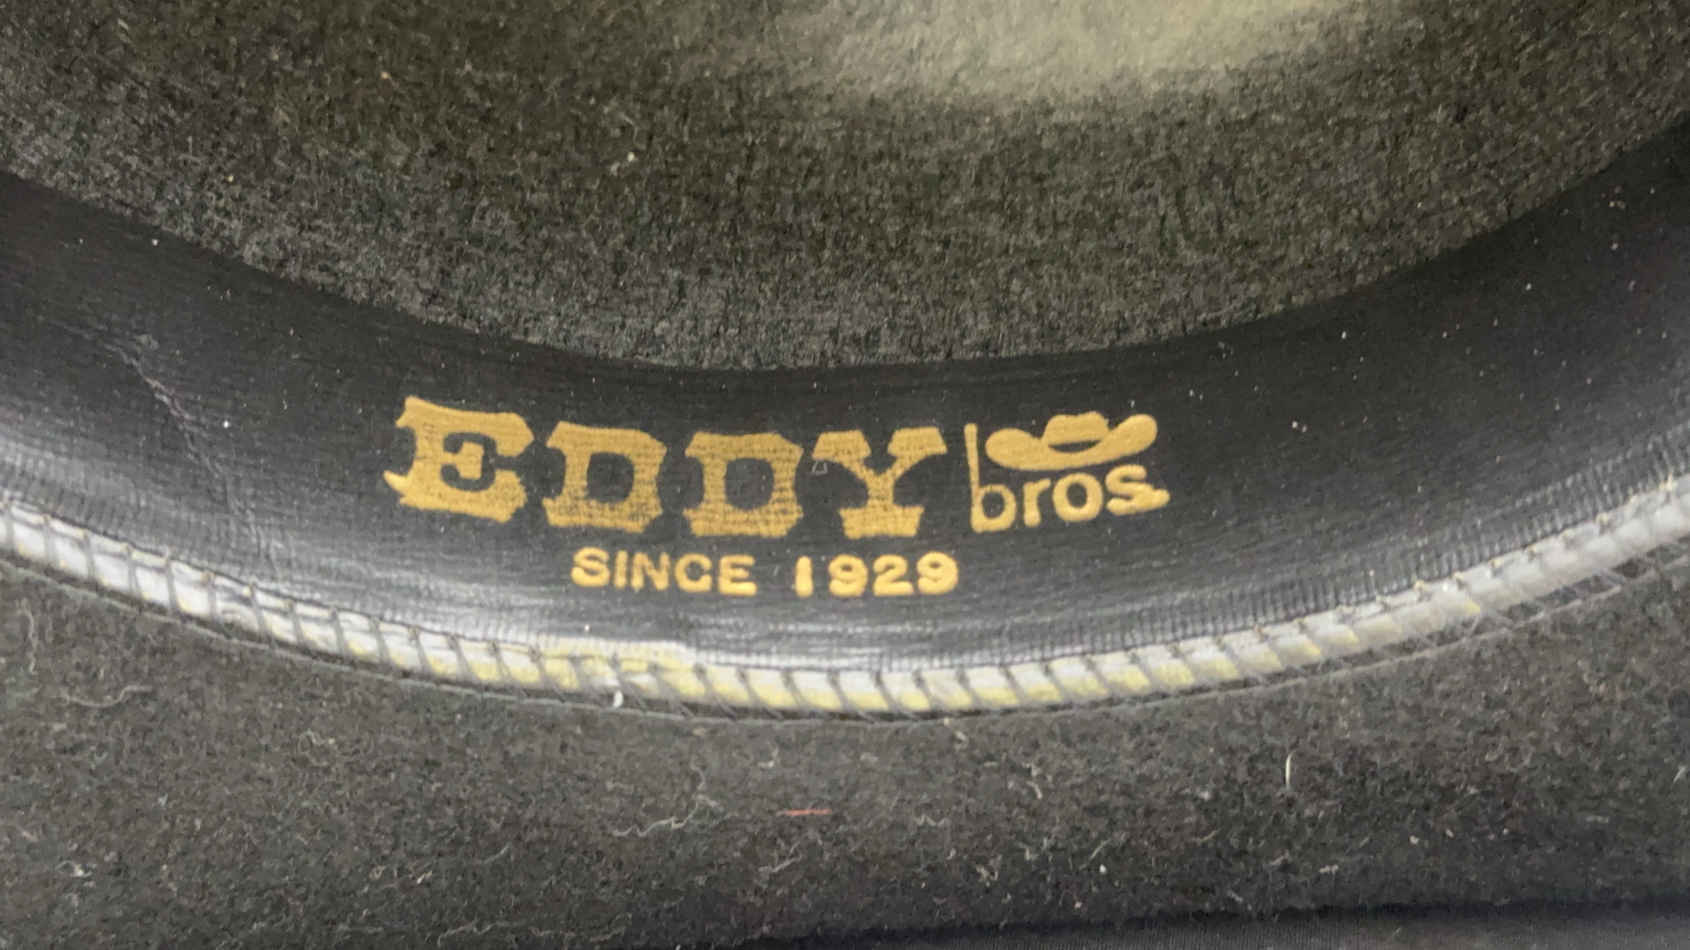 EDDY bros.
SINCE 1929